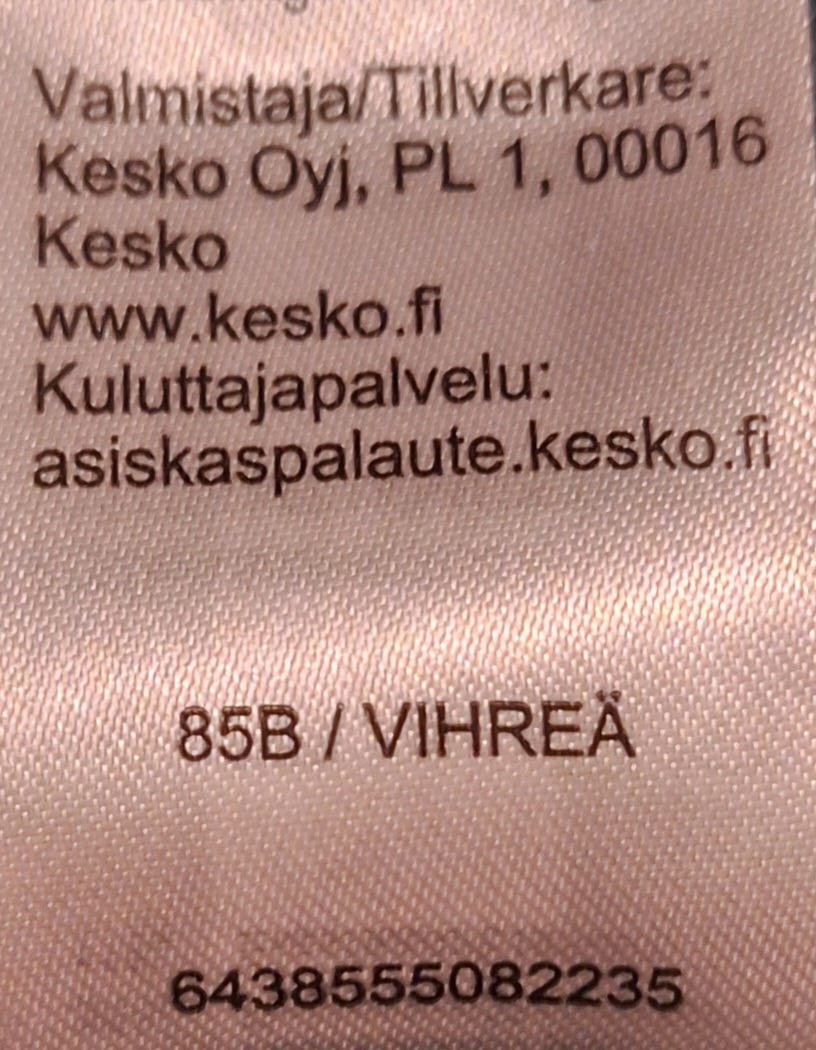 Valmistaja/Tillverkare:
Kesko Oyj, PL 1, 00016
Kesko
www.kesko.fi
Kuluttajapalvelu:
asiskaspalaute.kesko.fi
85B / VIHREÄ
6438555082235